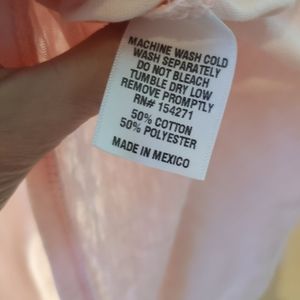 MACHINE WASH COLD
WASH SEPARATELY
DO NOT BLEACH
TUMBLE DRY LOW
REMOVE PROMPTLY
RN# 154271
50% COTTON
50% POLYESTER
MADE IN MEXICO